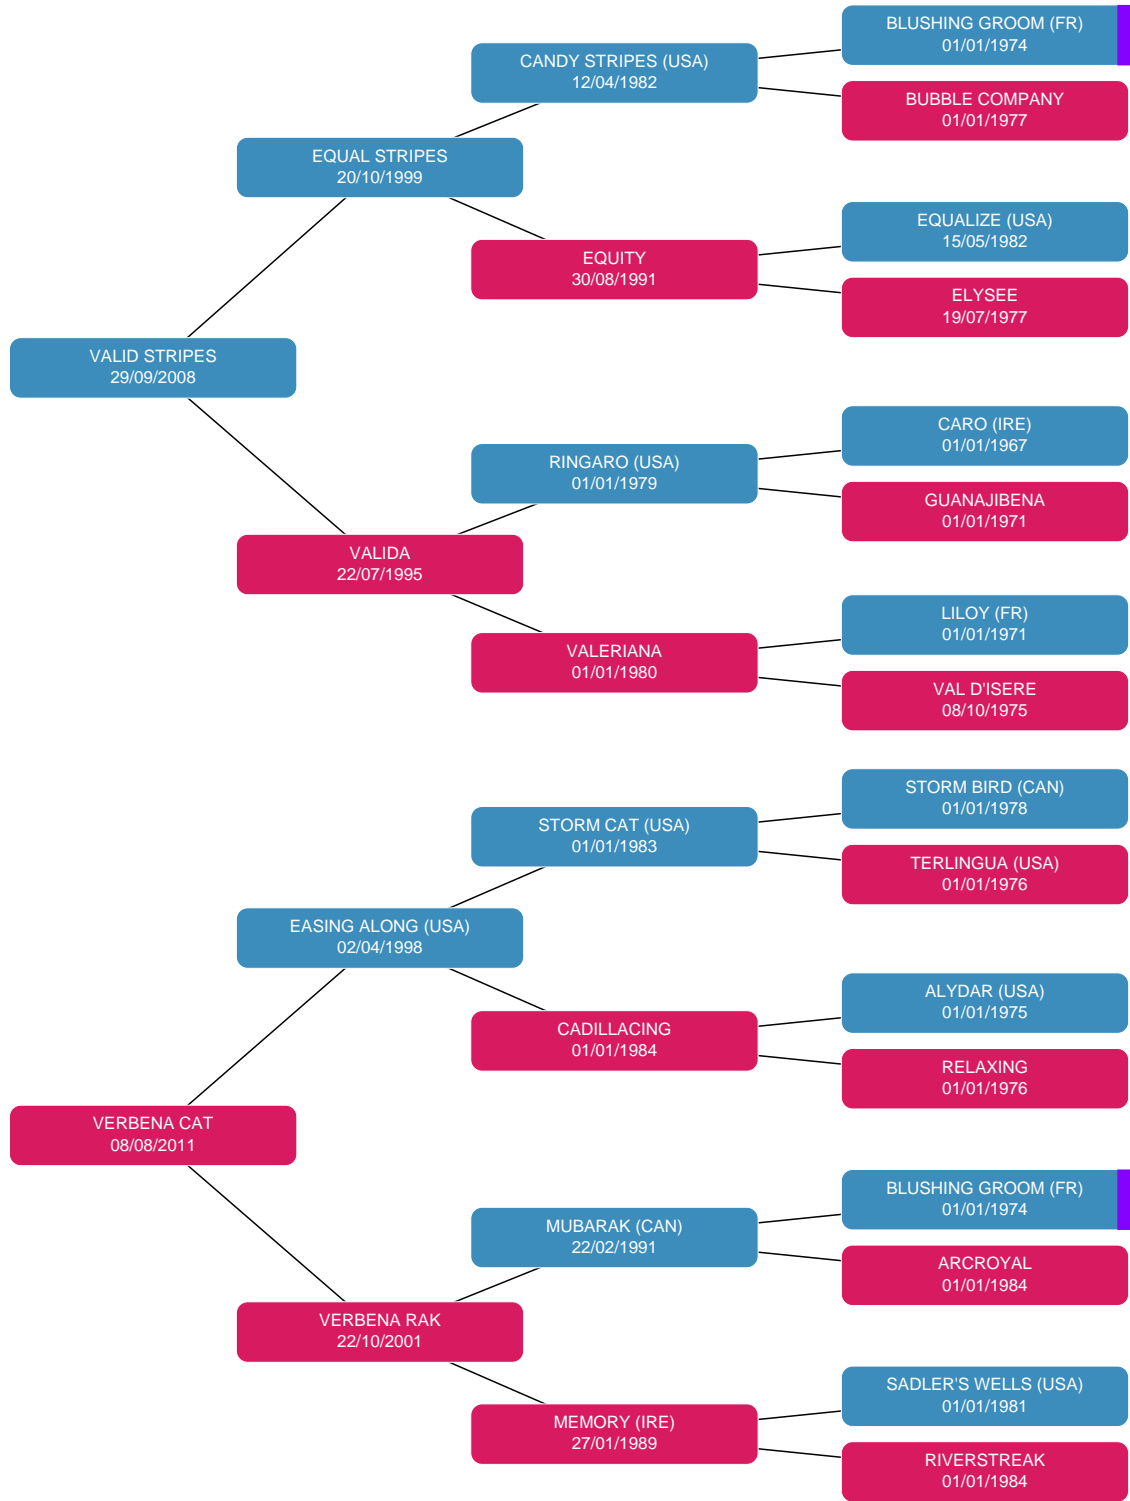 BLUSHING GROOM (FR)
01/01/1974
CANDY STRIPES (USA)
12/04/1982
BUBBLE COMPANY
01/01/1977
EQUAL STRIPES
20/10/1999
EQUALIZE (USA)
15/05/1982
EQUITY
30/08/1991
ELYSEE
19/07/1977
VALID STRIPES
29/09/2008
CARO (IRE)
01/01/1967
RINGARO (USA)
01/01/1979
GUANAJIBENA
01/01/1971
VALIDA
22/07/1995
LILOY (FR)
01/01/1971
VALERIANA
01/01/1980
VAL D'ISERE
08/10/1975
STORM BIRD (CAN)
01/01/1978
STORM CAT (USA)
01/01/1983
TERLINGUA (USA)
01/01/1976
EASING ALONG (USA)
02/04/1998
ALYDAR (USA)
01/01/1975
CADILLACING
01/01/1984
RELAXING
01/01/1976
VERBENA CAT
08/08/2011
BLUSHING GROOM (FR)
01/01/1974
MUBARAK (CAN)
22/02/1991
ARCROYAL
01/01/1984
VERBENA RAK
22/10/2001
SADLER'S WELLS (USA)
01/01/1981
MEMORY (IRE)
27/01/1989
RIVERSTREAK
01/01/1984